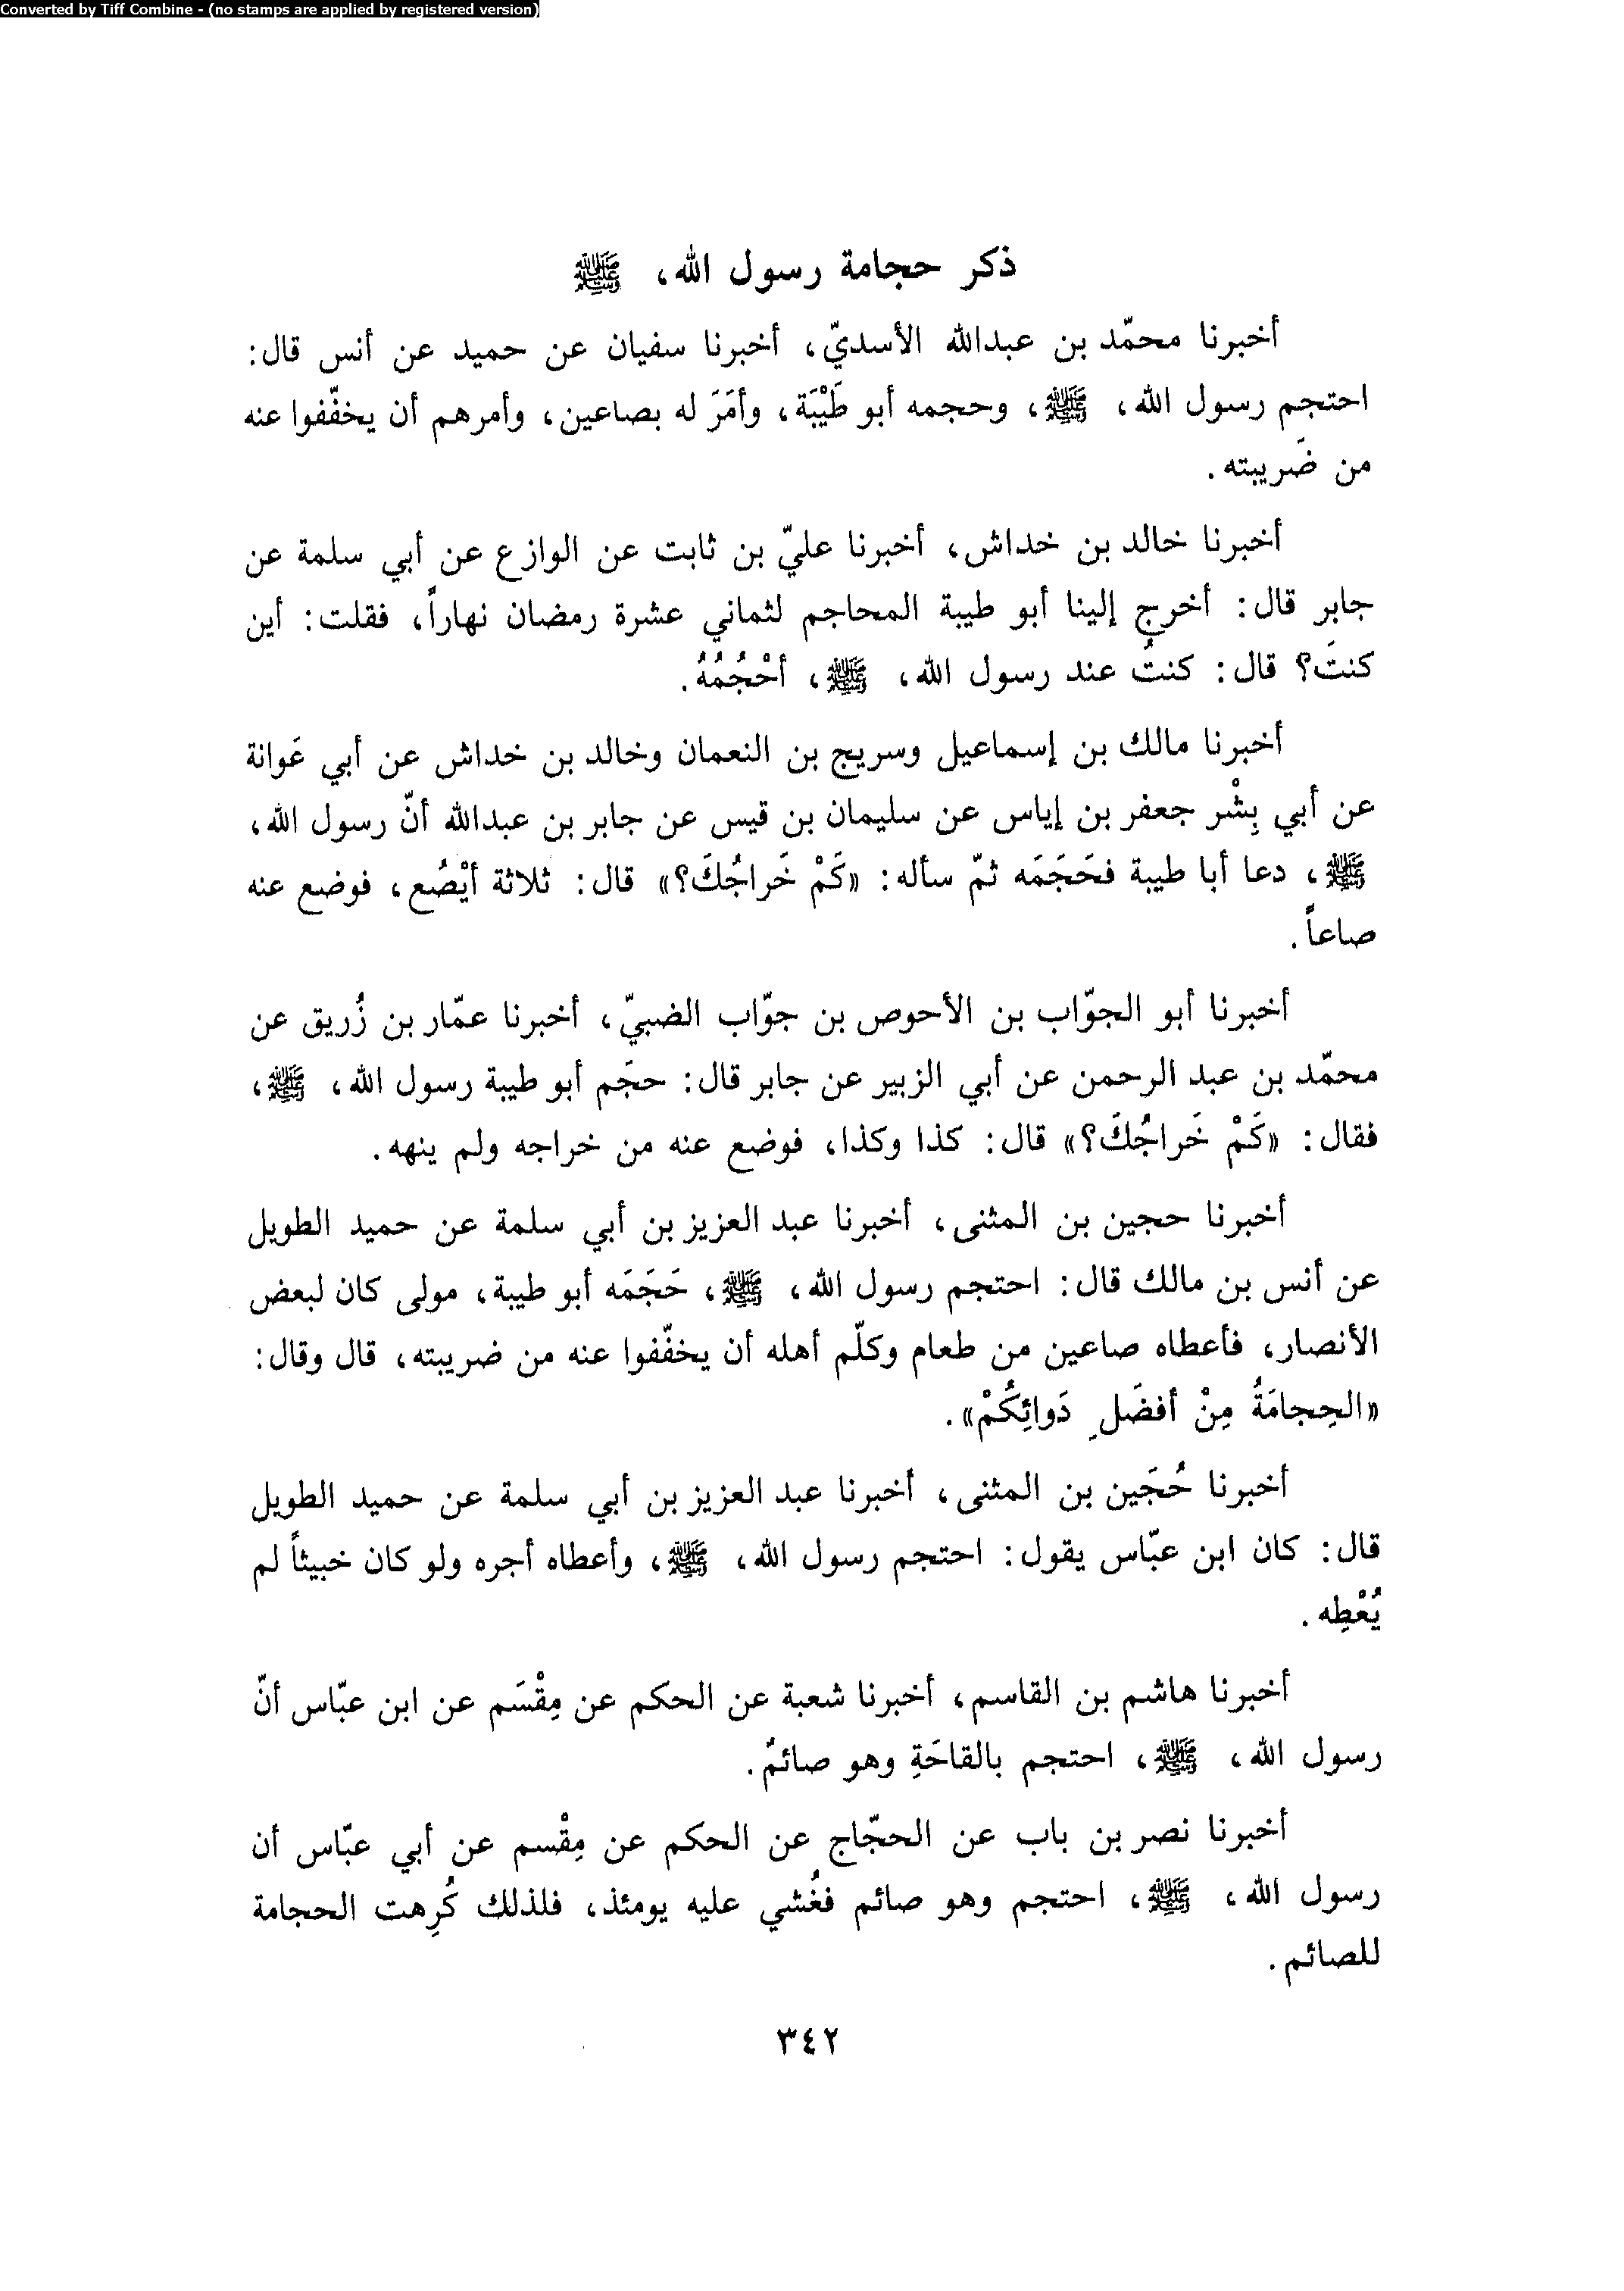 Converted by Tiff Combine - (no stamps are applied by registered version)
ذكر حجامة رسول الله، ﷺ
أخبرنا محمّد بن عبدالله الأسديّ، أخبرنا سفيان عن حميد عن أنس قال:
احتجم رسول الله، ﷺ، وحجمه أبو طَيْبَة، وأمَرَ له بصاعين، وأمرهم أن يخفّفوا عنه
من ضَريبته.
أخبرنا خالد بن خداش، أخبرنا عليّ بن ثابت عن الوازع عن أبي سلمة عن
جابر قال: أخرج إلينا أبو طيبة المحاجم لثماني عشرة رمضان نهاراً، فقلت: أين
كنتَ؟ قال: كنتُ عند رسول الله، ﷺ، أحْجُمُهُ.
أخبرنا مالك بن إسماعيل وسريج بن النعمان وخالد بن خداش عن أبي عَوانة
عن أبي بِشْر جعفر بن إياس عن سليمان بن قيس عن جابر بن عبدالله أنّ رسول الله،
ﷺ، دعا أبا طيبة فحَجَمَه ثمّ سأله: «كَمْ خَراجُكَ؟» قال: ثلاثة أيْصُع، فوضع عنه
صاعاً.
أخبرنا أبو الجوّاب بن الأحوص بن جوّاب الضبيّ، أخبرنا عمّار بن زُريق عن
محمّد بن عبد الرحمن عن أبي الزبير عن جابر قال: حجَم أبو طيبة رسول الله، ﷺ،
فقال: «كَمْ خَراجُكَ؟» قال: كذا وكذا، فوضع عنه من خراجه ولم ينهه.
أخبرنا حجين بن المثنى، أخبرنا عبد العزيز بن أبي سلمة عن حميد الطويل
عن أنس بن مالك قال: احتجم رسول الله، ﷺ، حَجَمَه أبو طيبة، مولى كان لبعض
الأنصار، فأعطاه صاعين من طعام وكلّم أهله أن يخفّفوا عنه من ضريبته، قال وقال:
«الحِجامَةُ مِنْ أفضَلِ دَوائِكُمْ».
أخبرنا حُجَين بن المثنى، أخبرنا عبد العزيز بن أبي سلمة عن حميد الطويل
قال: كان ابن عبّاس يقول: احتجم رسول الله، ﷺ، وأعطاه أجره ولو كان خبيثاً لم
يُعْطِه.
أخبرنا هاشم بن القاسم، أخبرنا شعبة عن الحكم عن مِقْسَم عن ابن عبّاس أنّ
رسول الله، ﷺ، احتجم بالقاحَةِ وهو صائمٌ.
أخبرنا نصر بن باب عن الحجّاج عن الحكم عن مِقْسم عن أبي عبّاس أن
رسول الله، ﷺ، احتجم وهو صائم فغُشي عليه يومئذ، فلذلك كُرِهت الحجامة
للصائم.
٣٤٢